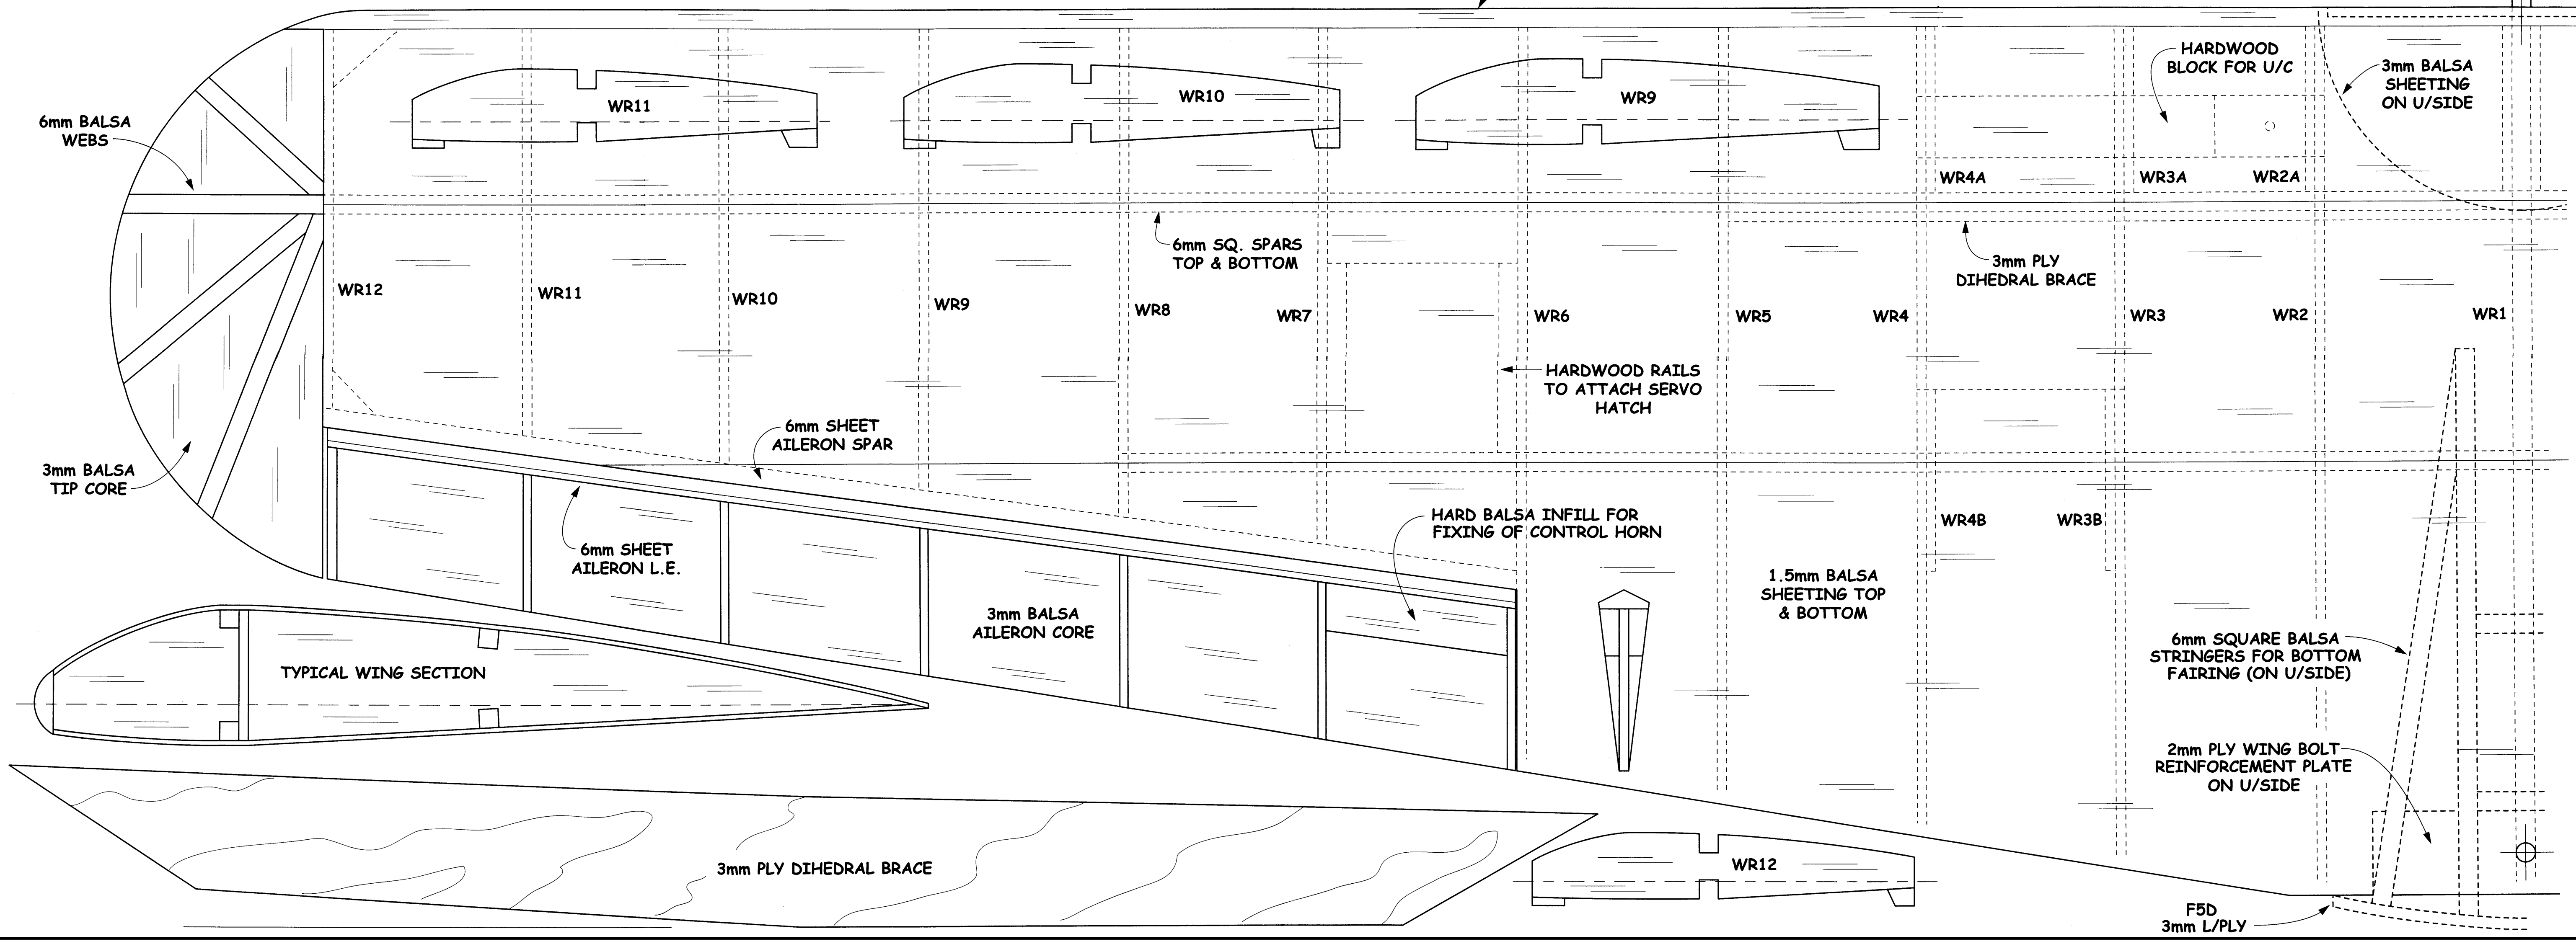 HARDWOOD
BLOCK FOR U/C
3mm BALSA
SHEETING
ON U/SIDE
WR11
WR10
WR9
6mm BALSA
WEBS
WR4A
WR3A
WR2A
6mm SQ. SPARS
TOP & BOTTOM
3mm PLY
DIHEDRAL BRACE
WR12
WR11
WR10
WR9
WR8
WR7
WR6
WR5
WR4
WR3
WR2
WR1
HARDWOOD RAILS
TO ATTACH SERVO
HATCH
6mm SHEET
AILERON SPAR
3mm BALSA
TIP CORE
HARD BALSA INFILL FOR
FIXING OF CONTROL HORN
WR4B
WR3B
6mm SHEET
AILERON L.E.
1.5mm BALSA
SHEETING TOP
& BOTTOM
3mm BALSA
AILERON CORE
6mm SQUARE BALSA
STRINGERS FOR BOTTOM
FAIRING (ON U/SIDE)
TYPICAL WING SECTION
2mm PLY WING BOLT
REINFORCEMENT PLATE
ON U/SIDE
3mm PLY DIHEDRAL BRACE
WR12
F5D
3mm L/PLY